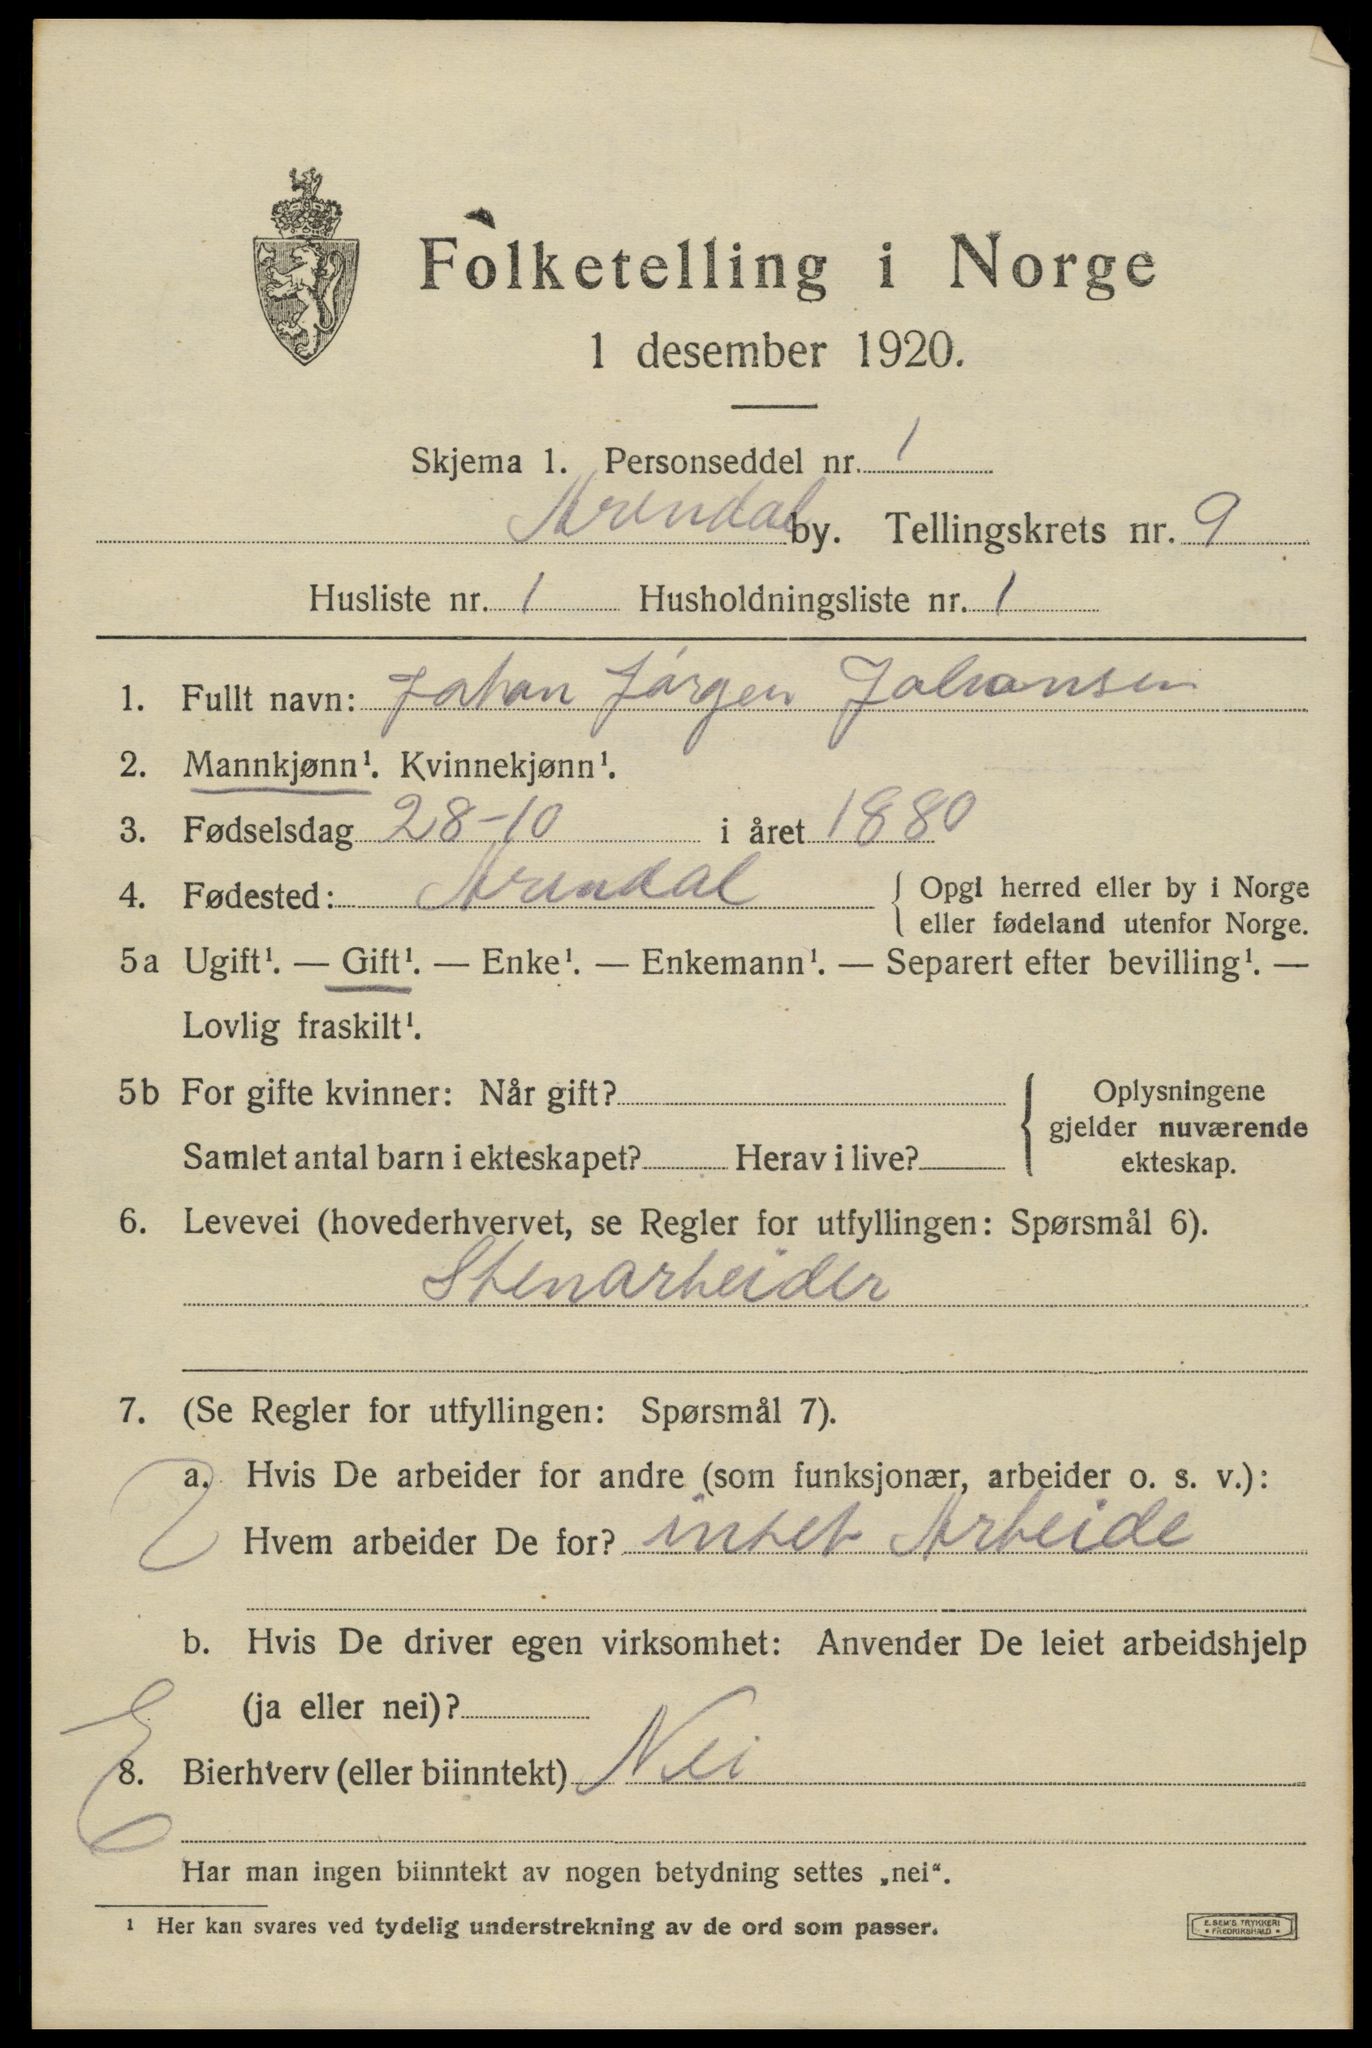 Folketelling i Norge
1 desember 1920.
Skjema 1. Personseddel nr. 1
Arendal by. Tellingskrets nr. 9
Husliste nr. 1 Husholdningsliste nr. 1
1. Fullt navn: Johan Jørgen Johansen
2. Mannkjønn¹. Kvinnekjønn¹.
3. Fødselsdag 28-10 i året 1880
4. Fødested: Arendal { Opgi herred eller by i Norge
eller fødeland utenfor Norge.
5a Ugift¹. — Gift¹. — Enke¹. — Enkemann¹. — Separert efter bevilling¹. —
Lovlig fraskilt¹.
5b For gifte kvinner: Når gift?
Samlet antal barn i ekteskapet? Herav i live?
{ Oplysningene
gjelder nuværende
ekteskap.
6. Levevei (hovederhvervet, se Regler for utfyllingen: Spørsmål 6).
Stenarbeider
7. (Se Regler for utfyllingen: Spørsmål 7).
a. Hvis De arbeider for andre (som funksjonær, arbeider o. s. v.):
Hvem arbeider De for? intet Arbeide
b. Hvis De driver egen virksomhet: Anvender De leiet arbeidshjelp
(ja eller nei)?
E
8. Bierhverv (eller biinntekt) Nei
Har man ingen biinntekt av nogen betydning settes „nei“.
1 Her kan svares ved tydelig understrekning av de ord som passer.
E. SEM'S TRYKKERI
* FREDRIKSHALD *